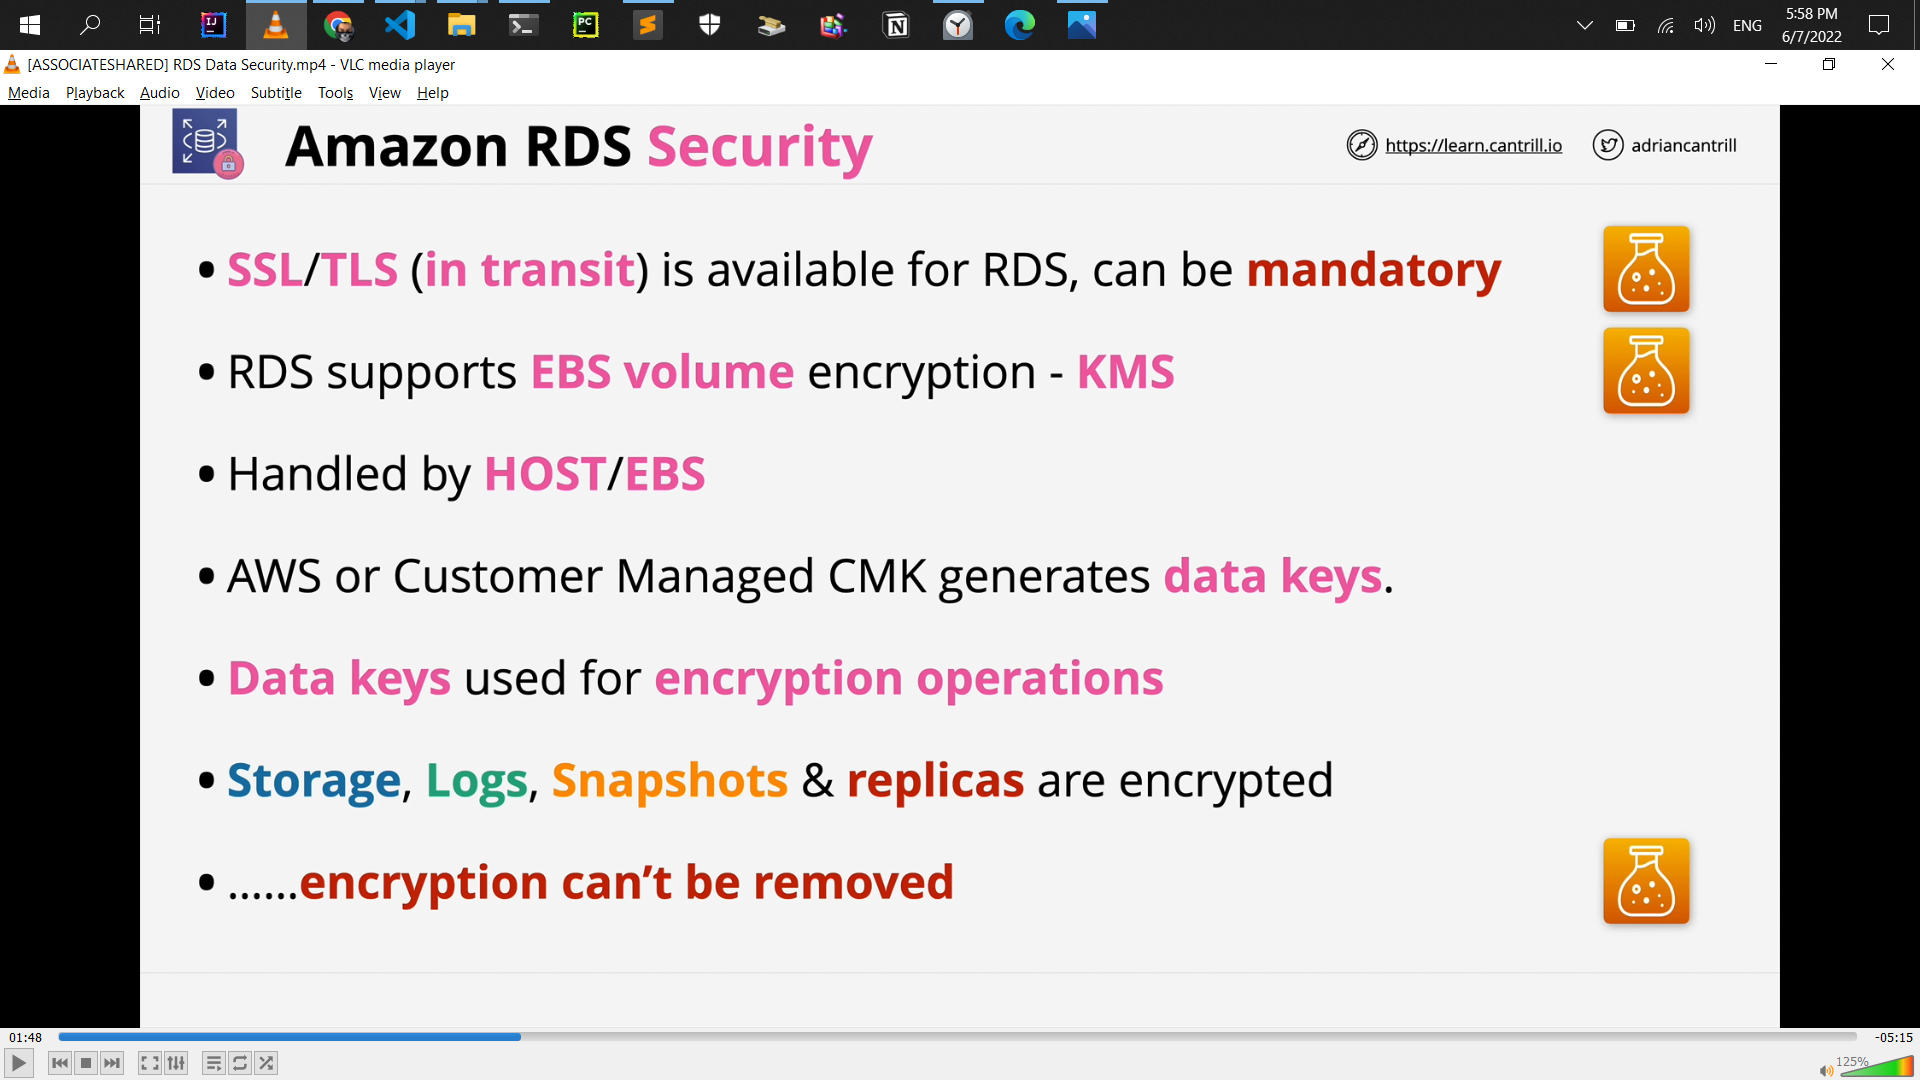 ENG
5:58 PM
6/7/2022
[ASSOCIATESHARED] RDS Data Security.mp4 - VLC media player
Media Playback Audio Video Subtitle Tools View Help
Amazon RDS Security
https://learn.cantrill.io
adriancantrill
• SSL/TLS (in transit) is available for RDS, can be mandatory
• RDS supports EBS volume encryption - KMS
• Handled by HOST/EBS
• AWS or Customer Managed CMK generates data keys.
• Data keys used for encryption operations
• Storage, Logs, Snapshots & replicas are encrypted
• ......encryption can’t be removed
01:48
-05:15
125%